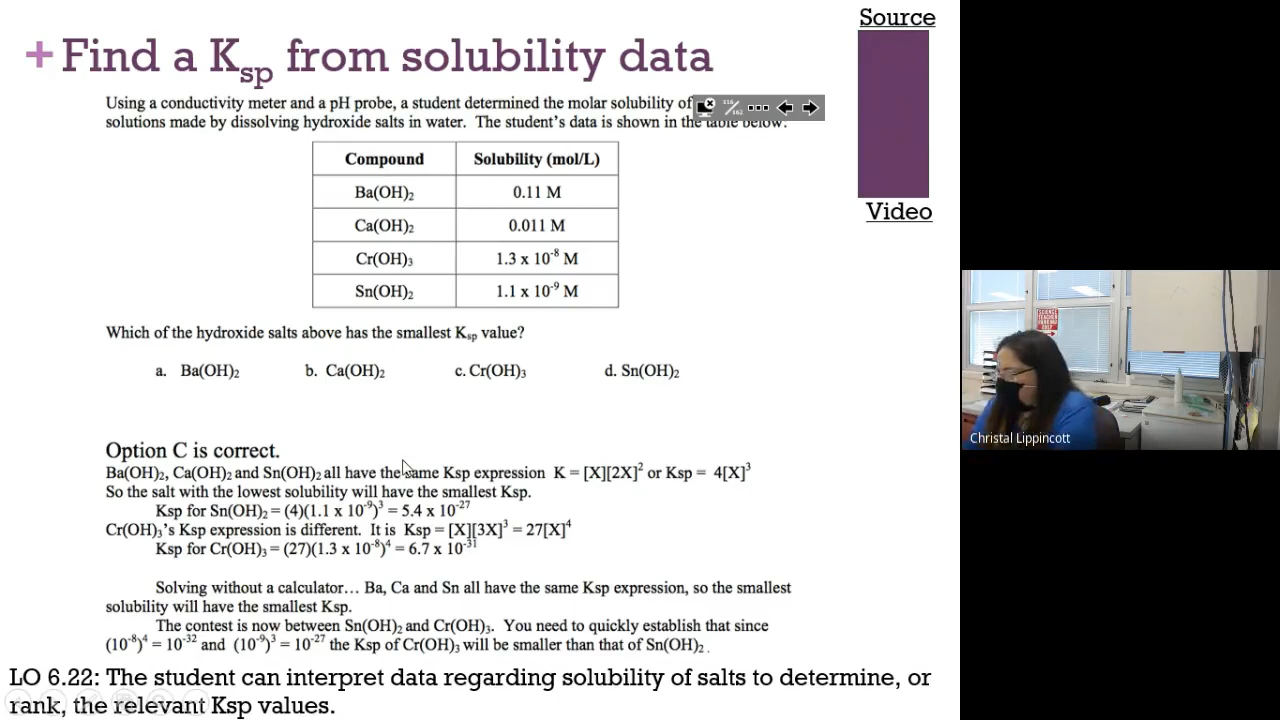 Source
+ Find a Ksp from solubility data
Using a conductivity meter and a pH probe, a student determined the molar solubility of
solutions made by dissolving hydroxide salts in water. The student's data is shown in the table below.
Compound Solubility (mol/L)
Ba(OH)₂ 0.11 M
Ca(OH)₂ 0.011 M
Cr(OH)₃ 1.3 x 10⁻⁸ M
Sn(OH)₂ 1.1 x 10⁻⁹ M
Video
Which of the hydroxide salts above has the smallest Ksp value?
a. Ba(OH)₂ b. Ca(OH)₂ c. Cr(OH)₃ d. Sn(OH)₂
Option C is correct.
Ba(OH)₂, Ca(OH)₂ and Sn(OH)₂ all have the same Ksp expression K = [X][2X]² or Ksp = 4[X]³
So the salt with the lowest solubility will have the smallest Ksp.
Ksp for Sn(OH)₂ = (4)(1.1 x 10⁻⁹)³ = 5.4 x 10⁻²⁷
Cr(OH)₃'s Ksp expression is different. It is Ksp = [X][3X]³ = 27[X]⁴
Ksp for Cr(OH)₃ = (27)(1.3 x 10⁻⁸)⁴ = 6.7 x 10⁻³¹
Solving without a calculator… Ba, Ca and Sn all have the same Ksp expression, so the smallest
solubility will have the smallest Ksp.
The contest is now between Sn(OH)₂ and Cr(OH)₃. You need to quickly establish that since
(10⁻⁸)⁴ = 10⁻³² and (10⁻⁹)³ = 10⁻²⁷ the Ksp of Cr(OH)₃ will be smaller than that of Sn(OH)₂ .
LO 6.22: The student can interpret data regarding solubility of salts to determine, or
rank, the relevant Ksp values.
SCIENCE
TEACHER
PARKING
ONLY
Christal Lippincott